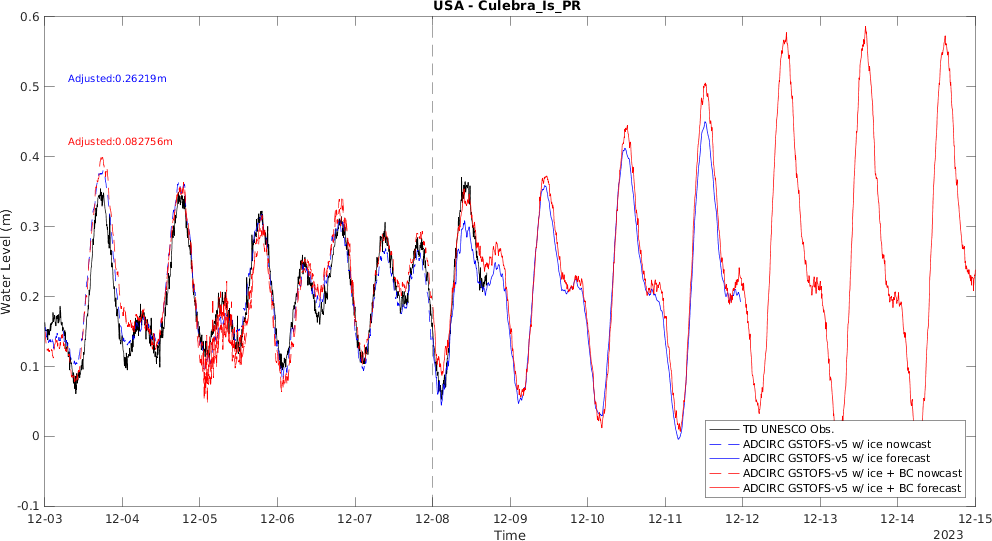 USA - Culebra_Is_PR
0.6
0.5
0.4
0.3
0.2
0.1
0
-0.1
Water Level (m)
Adjusted:0.26219m
Adjusted:0.082756m
TD UNESCO Obs.
ADCIRC GSTOFS-v5 w/ ice nowcast
ADCIRC GSTOFS-v5 w/ ice forecast
ADCIRC GSTOFS-v5 w/ ice + BC nowcast
ADCIRC GSTOFS-v5 w/ ice + BC forecast
12-03 12-04 12-05 12-06 12-07 12-08 12-09 12-10 12-11 12-12 12-13 12-14 12-15
Time
2023